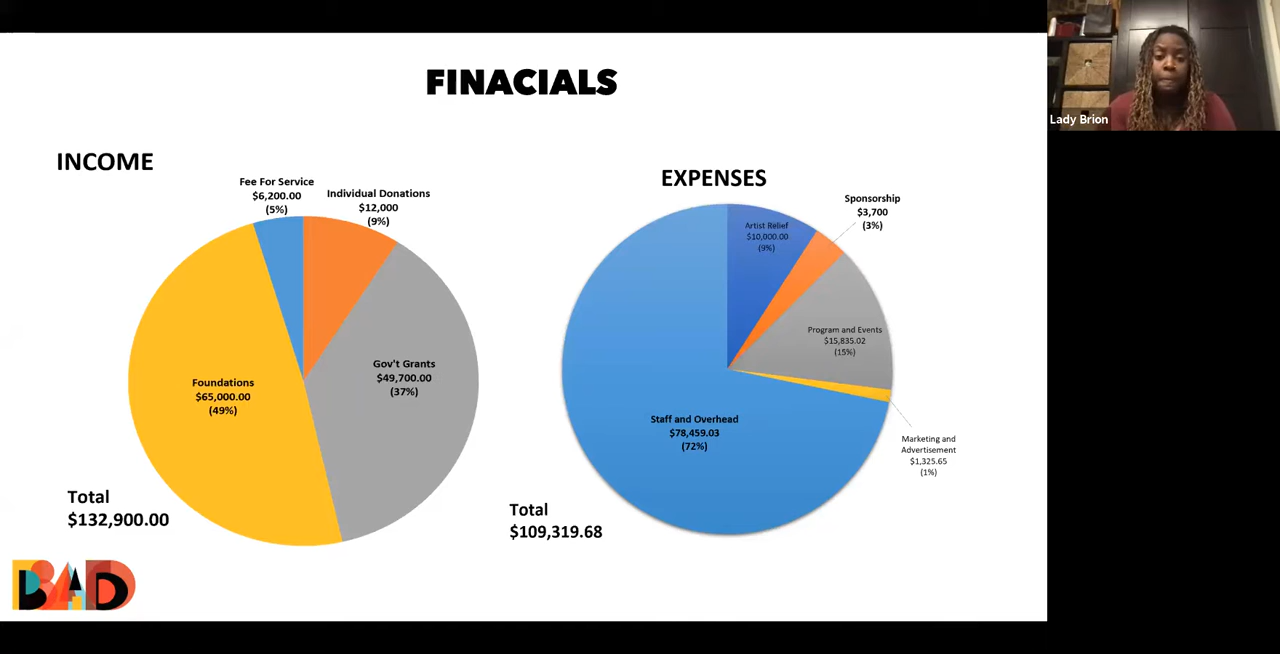 FINACIALS
INCOME
Fee For Service
$6,200.00
(5%)
Individual Donations
$12,000
(9%)
Gov't Grants
$49,700.00
(37%)
Foundations
$65,000.00
(49%)
Total
$132,900.00
EXPENSES
Artist Relief
$10,000.00
(9%)
Sponsorship
$3,700
(3%)
Program and Events
$15,835.02
(15%)
Marketing and
Advertisement
$1,325.65
(1%)
Staff and Overhead
$78,459.03
(72%)
Total
$109,319.68
BAD
Lady Brion